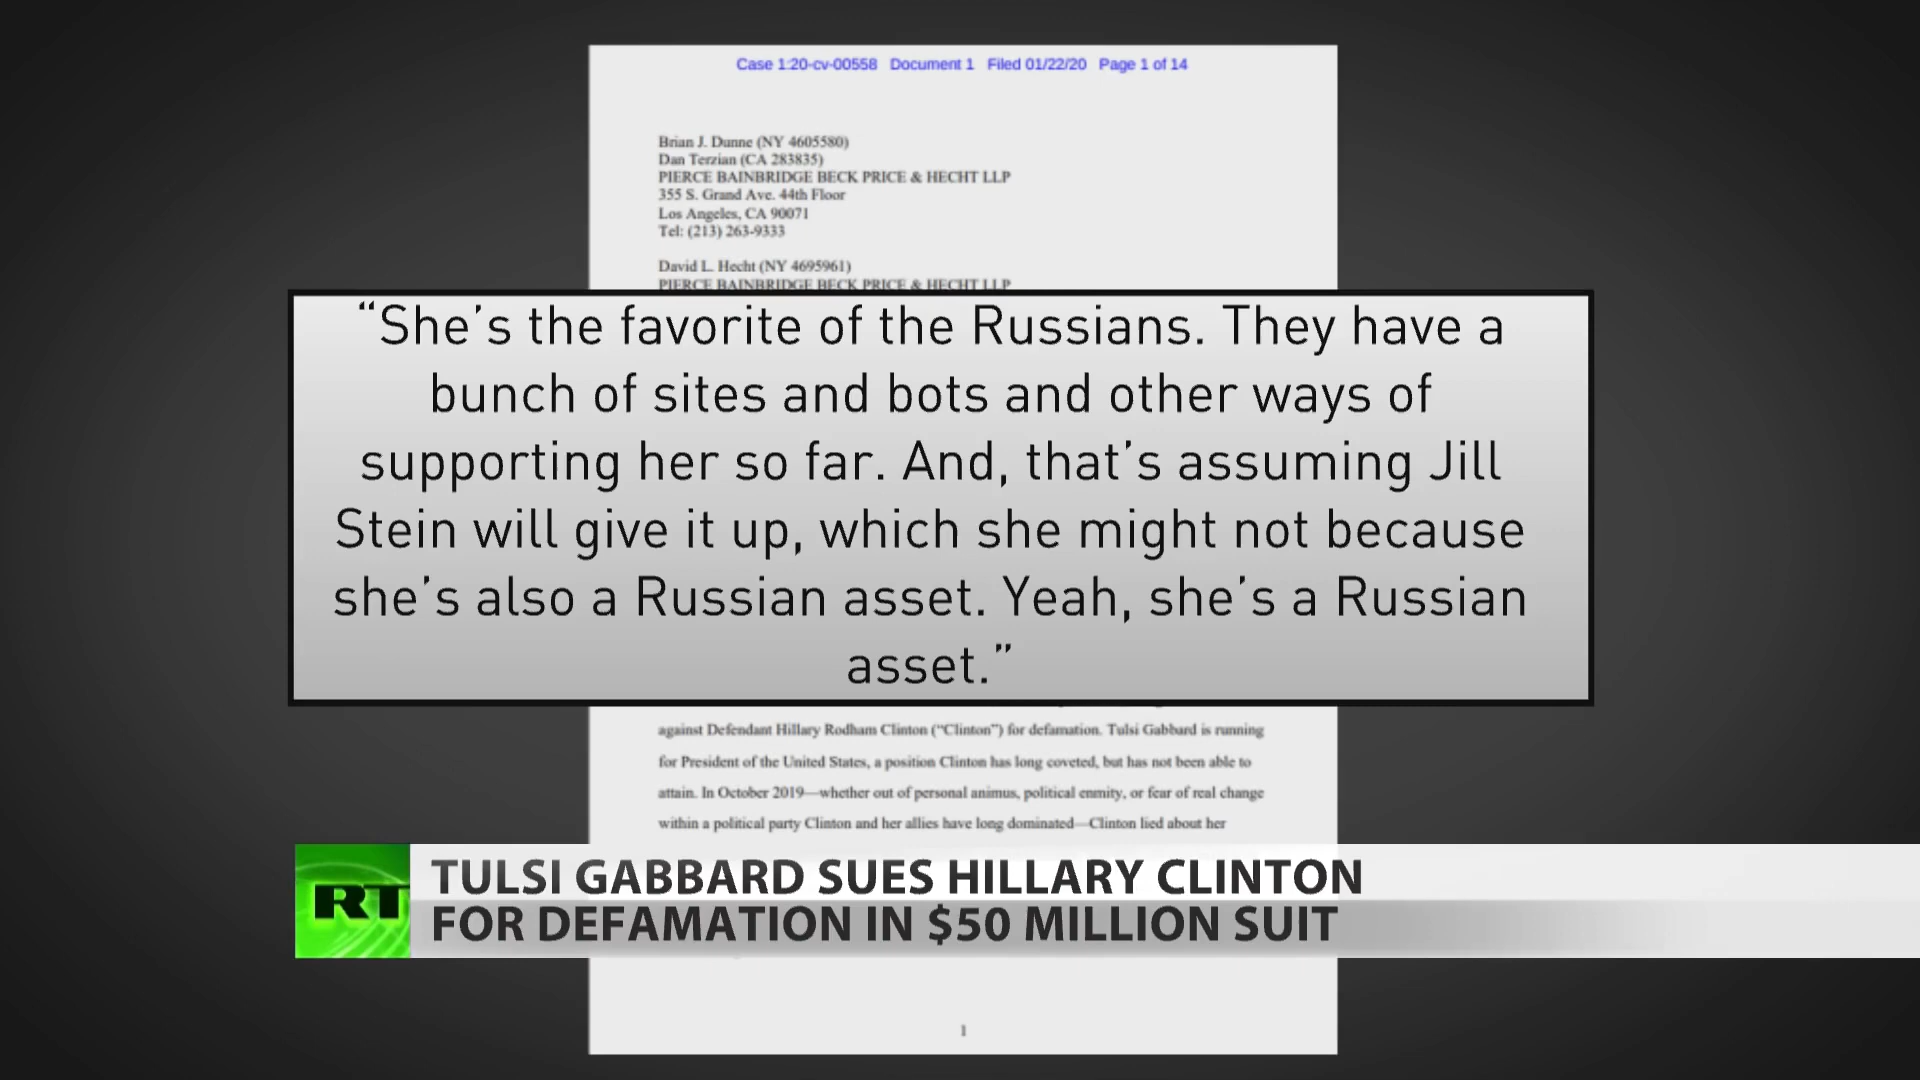 Case 1:20-cv-00558 Document 1 Filed 01/22/20 Page 1 of 14
Brian J. Dunne (NY 4605580)
Dan Terzian (CA 283835)
PIERCE BAINBRIDGE BECK PRICE & HECHT LLP
355 S. Grand Ave. 44th Floor
Los Angeles, CA 90071
Tel: (213) 263-9333
David L. Hecht (NY 4695961)
PIERCE BAINBRIDGE BECK PRICE & HECHT LLP
“She’s the favorite of the Russians. They have a
bunch of sites and bots and other ways of
supporting her so far. And, that’s assuming Jill
Stein will give it up, which she might not because
she’s also a Russian asset. Yeah, she’s a Russian
asset.”
against Defendant Hillary Rodham Clinton (“Clinton”) for defamation. Tulsi Gabbard is running
for President of the United States, a position Clinton has long coveted, but has not been able to
attain. In October 2019—whether out of personal animus, political enmity, or fear of real change
within a political party Clinton and her allies have long dominated—Clinton lied about her
RT
TULSI GABBARD SUES HILLARY CLINTON
FOR DEFAMATION IN $50 MILLION SUIT
1